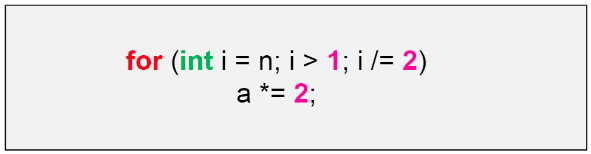 for (int i = n; i > 1; i /= 2)
a *= 2;